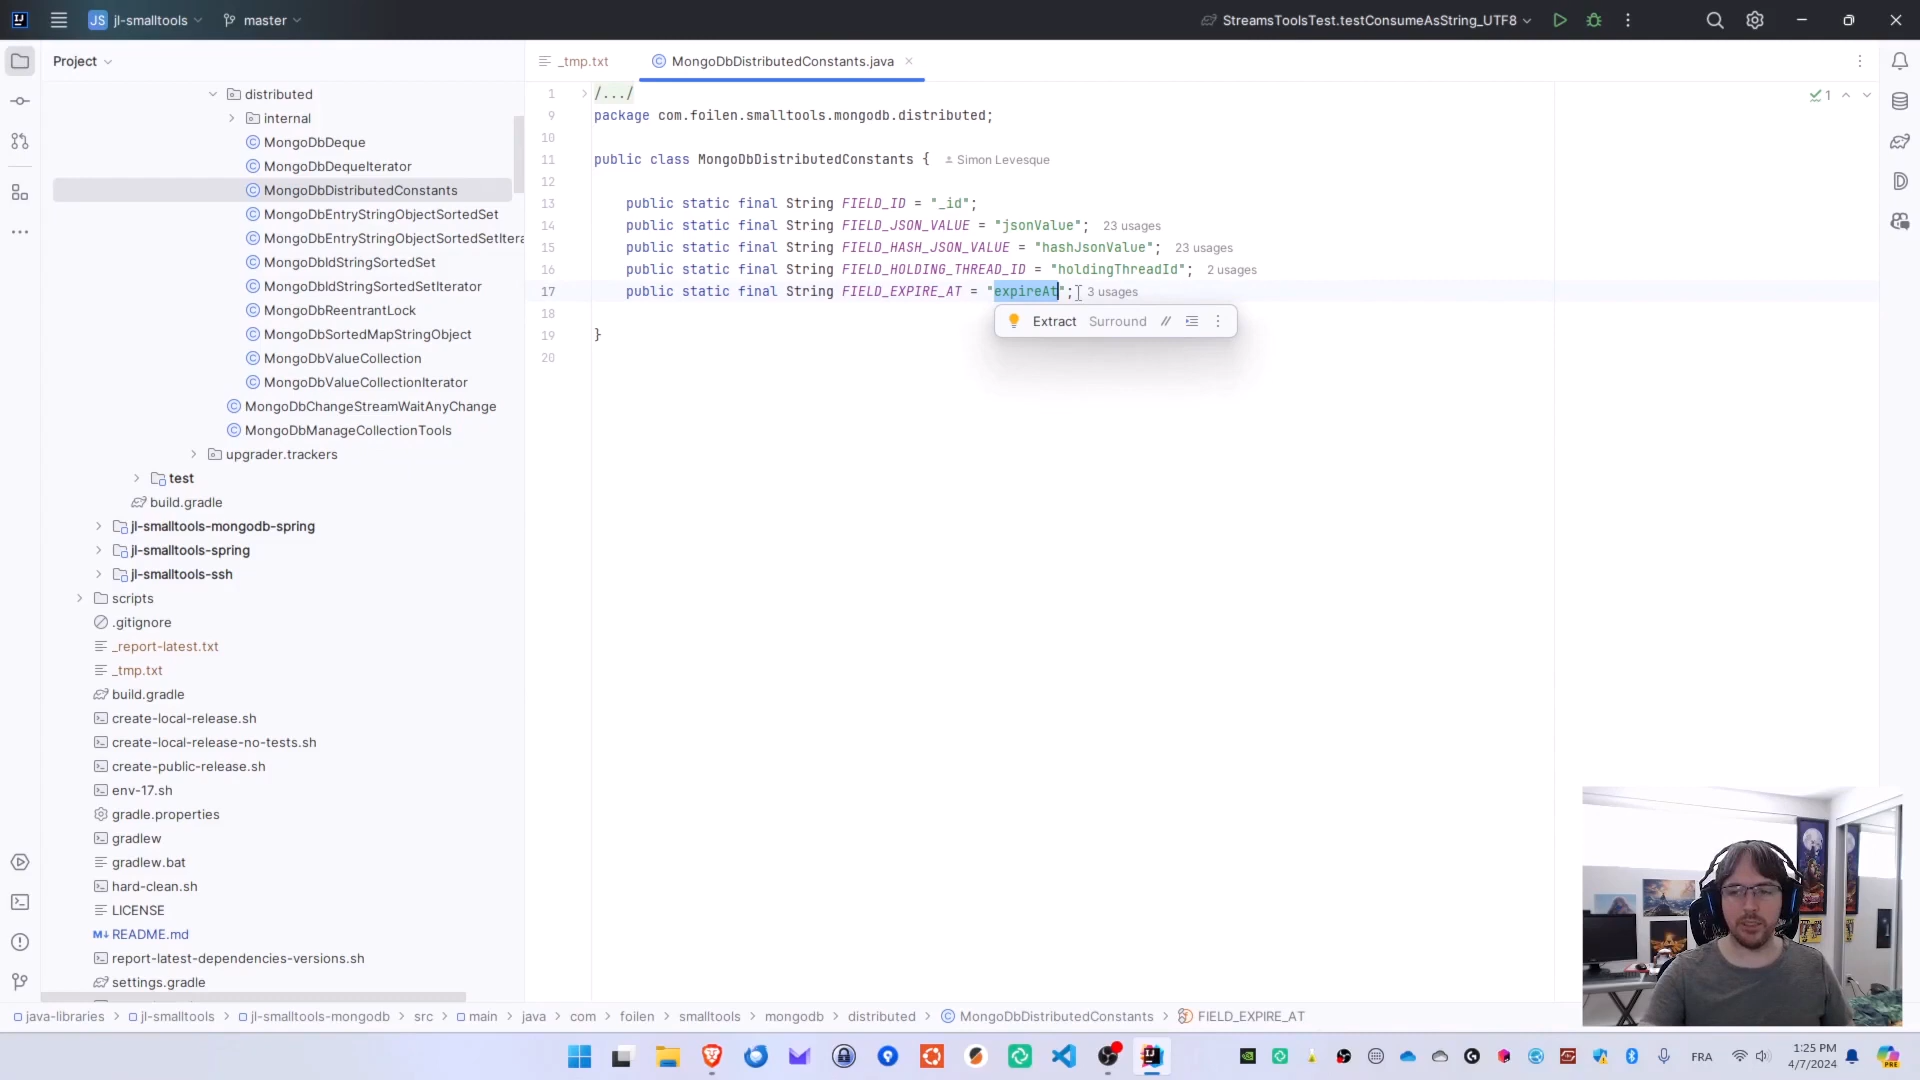 JS jl-smalltools
master
StreamsToolsTest.testConsumeAsString_UTF8
Project
_tmp.txt
MongoDbDistributedConstants.java
distributed
internal
MongoDbDeque
MongoDbDequeIterator
MongoDbDistributedConstants
MongoDbEntryStringObjectSortedSet
MongoDbEntryStringObjectSortedSetItera
MongoDbIdStringSortedSet
MongoDbIdStringSortedSetIterator
MongoDbReentrantLock
MongoDbSortedMapStringObject
MongoDbValueCollection
MongoDbValueCollectionIterator
MongoDbChangeStreamWaitAnyChange
MongoDbManageCollectionTools
upgrader.trackers
test
build.gradle
jl-smalltools-mongodb-spring
jl-smalltools-spring
jl-smalltools-ssh
scripts
.gitignore
_report-latest.txt
_tmp.txt
build.gradle
create-local-release.sh
create-local-release-no-tests.sh
create-public-release.sh
env-17.sh
gradle.properties
gradlew
gradlew.bat
hard-clean.sh
LICENSE
M↓ README.md
report-latest-dependencies-versions.sh
settings.gradle
1 /.../
9 package com.foilen.smalltools.mongodb.distributed;
10
11 public class MongoDbDistributedConstants { Simon Levesque
12
13 public static final String FIELD_ID = "_id";
14 public static final String FIELD_JSON_VALUE = "jsonValue"; 23 usages
15 public static final String FIELD_HASH_JSON_VALUE = "hashJsonValue"; 23 usages
16 public static final String FIELD_HOLDING_THREAD_ID = "holdingThreadId"; 2 usages
17 public static final String FIELD_EXPIRE_AT = "expireAt"; 3 usages
18
19 }
20
Extract Surround //
1
java-libraries > jl-smalltools > jl-smalltools-mongodb > src > main > java > com > foilen > smalltools > mongodb > distributed > MongoDbDistributedConstants > FIELD_EXPIRE_AT
FRA
1:25 PM
4/7/2024
PRE